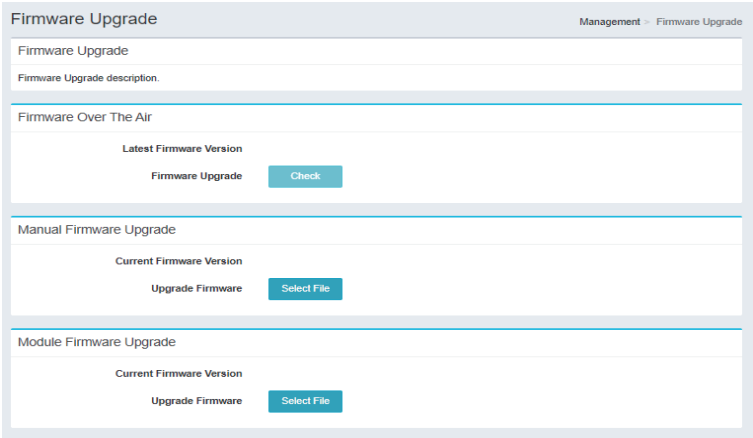 Firmware Upgrade
Management > Firmware Upgrade
Firmware Upgrade
Firmware Upgrade description.
Firmware Over The Air
Latest Firmware Version
Firmware Upgrade Check
Manual Firmware Upgrade
Current Firmware Version
Upgrade Firmware Select File
Module Firmware Upgrade
Current Firmware Version
Upgrade Firmware Select File